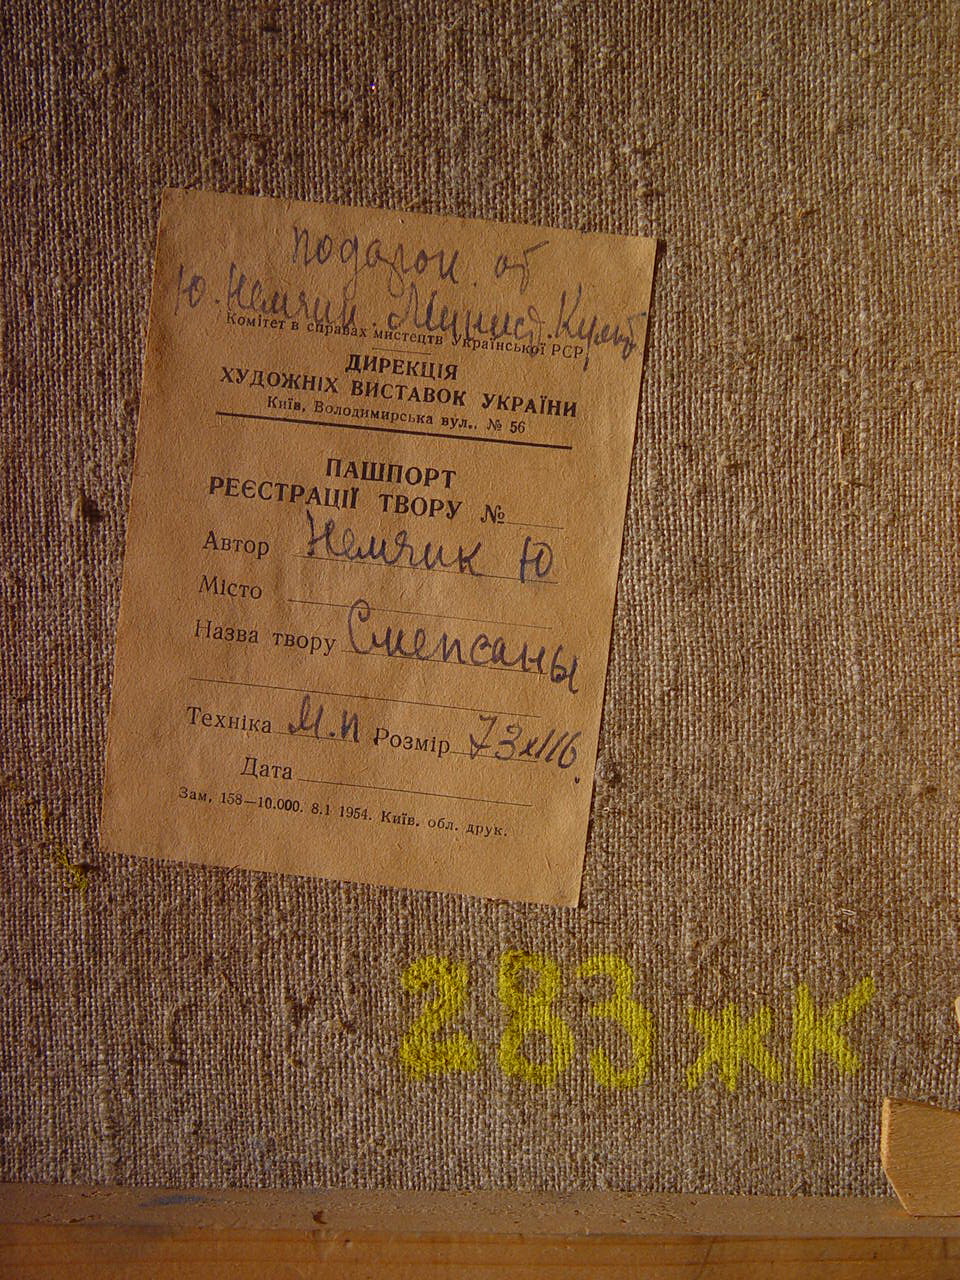 Подарок от
Ю. Немчик. Минист. Культ
Комітет в справах мистецтв Української РСР,
ДИРЕКЦІЯ
ХУДОЖНІХ ВИСТАВОК УКРАЇНИ
Київ, Володимирська вул., № 56
ПАШПОРТ
РЕЄСТРАЦІЇ ТВОРУ №
Автор Немчик Ю
Місто
Назва твору Смепсаны
Техніка М.П Розмір 73х116.
Дата
Зам. 158—10.000. 8.1 1954. Київ. обл. друк.
283 жк